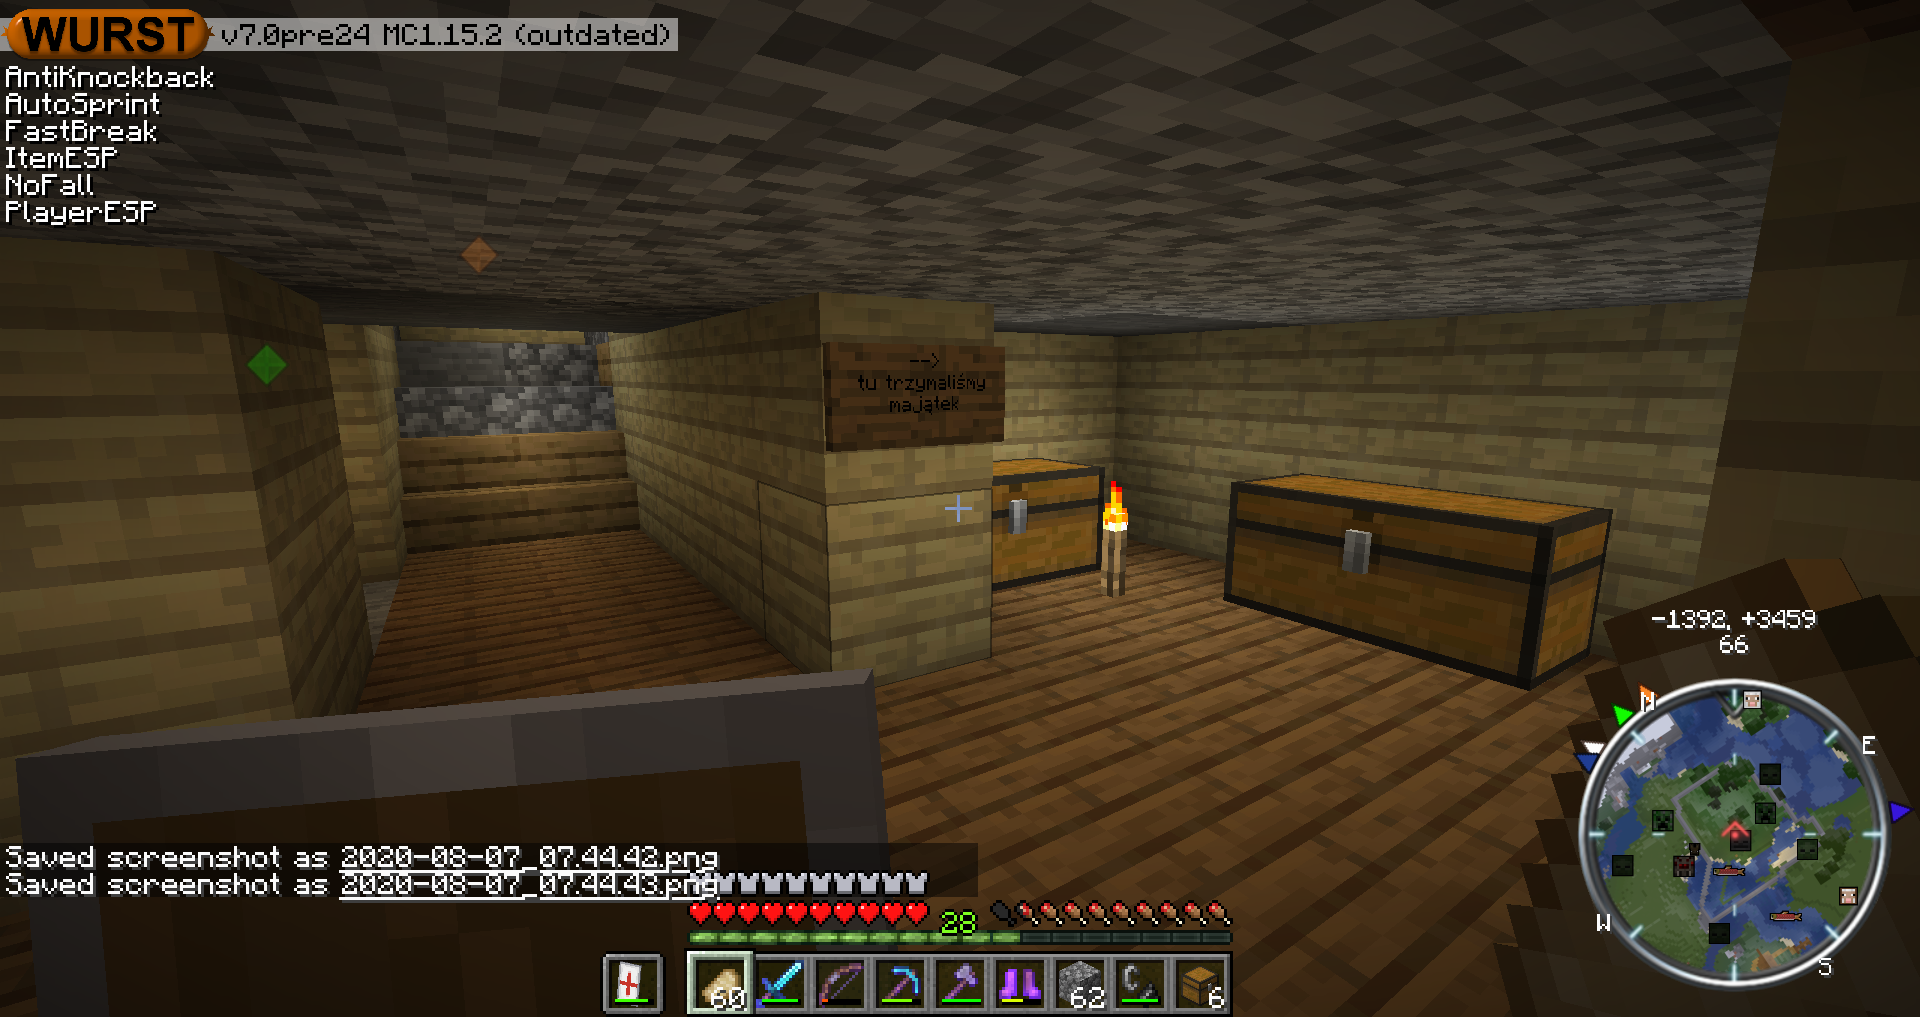 WURST v7.0pre24 MC1.15.2 (outdated)
AntiKnockback
AutoSprint
FastBreak
ItemESP
NoFall
PlayerESP
-->
tu trzymaliśmy
majątek
-1392, +3459
66
N
E
W
S
Saved screenshot as 2020-08-07_07.44.42.png
Saved screenshot as 2020-08-07_07.44.43.png
28
60
62
6